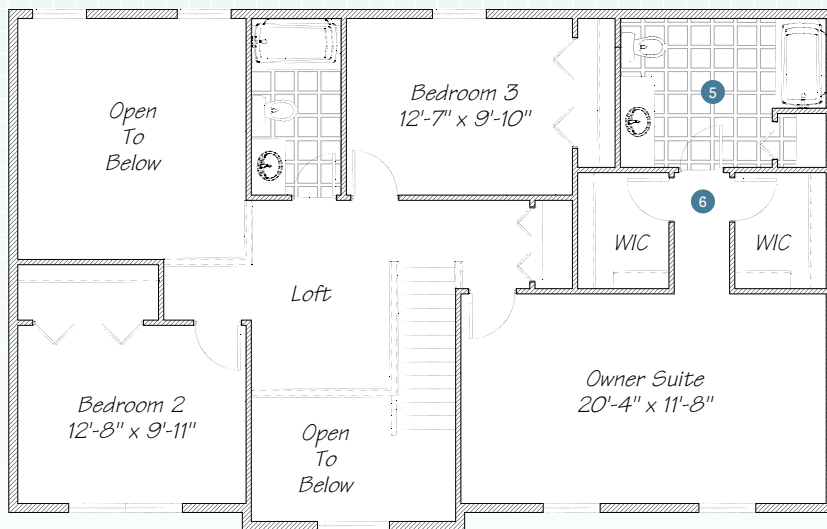 Open
To
Below
Bedroom 3
12'-7" x 9'-10"
5
6
WIC
WIC
Loft
Bedroom 2
12'-8" x 9'-11"
Open
To
Below
Owner Suite
20'-4" x 11'-8"